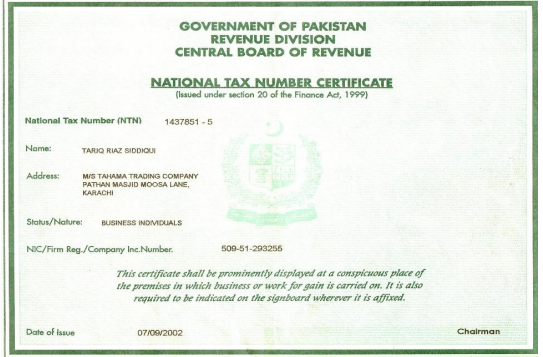 GOVERNMENT OF PAKISTAN
REVENUE DIVISION
CENTRAL BOARD OF REVENUE
NATIONAL TAX NUMBER CERTIFICATE
(Issued under section 20 of the Finance Act, 1999)
National Tax Number (NTN) 1437851 - 5
Name: TARIQ RIAZ SIDDIQUI
Address: M/S TAHAMA TRADING COMPANY
PATHAN MASJID MOOSA LANE,
KARACHI
Status/Nature: BUSINESS INDIVIDUALS
NIC/Firm Reg./Company Inc.Number. 509-51-293255
This certificate shall be prominently displayed at a conspicuous place of
the premises in which business or work for gain is carried on. It is also
required to be indicated on the signboard wherever it is affixed.
Date of Issue 07/09/2002 Chairman